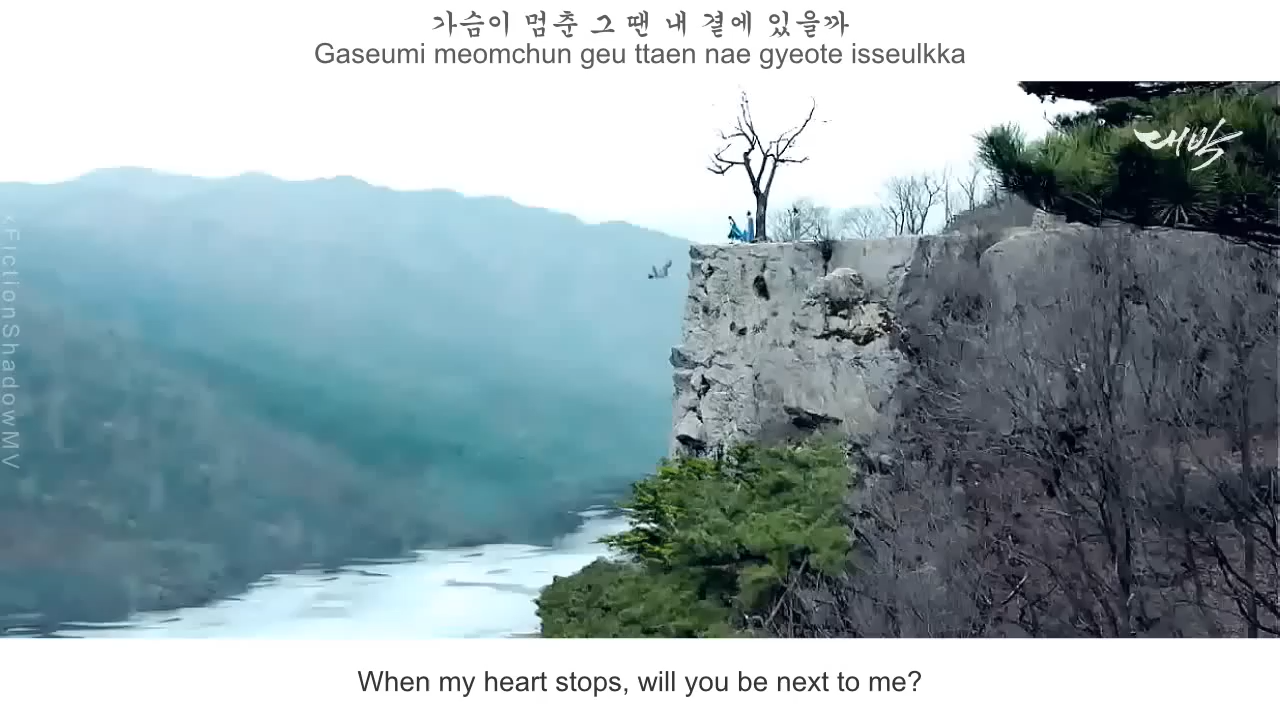 가슴이 멈춘 그 땐 내 곁에 있을까
Gaseumi meomchun geu ttaen nae gyeote isseulkka
대박
xFictionShadowMV
When my heart stops, will you be next to me?